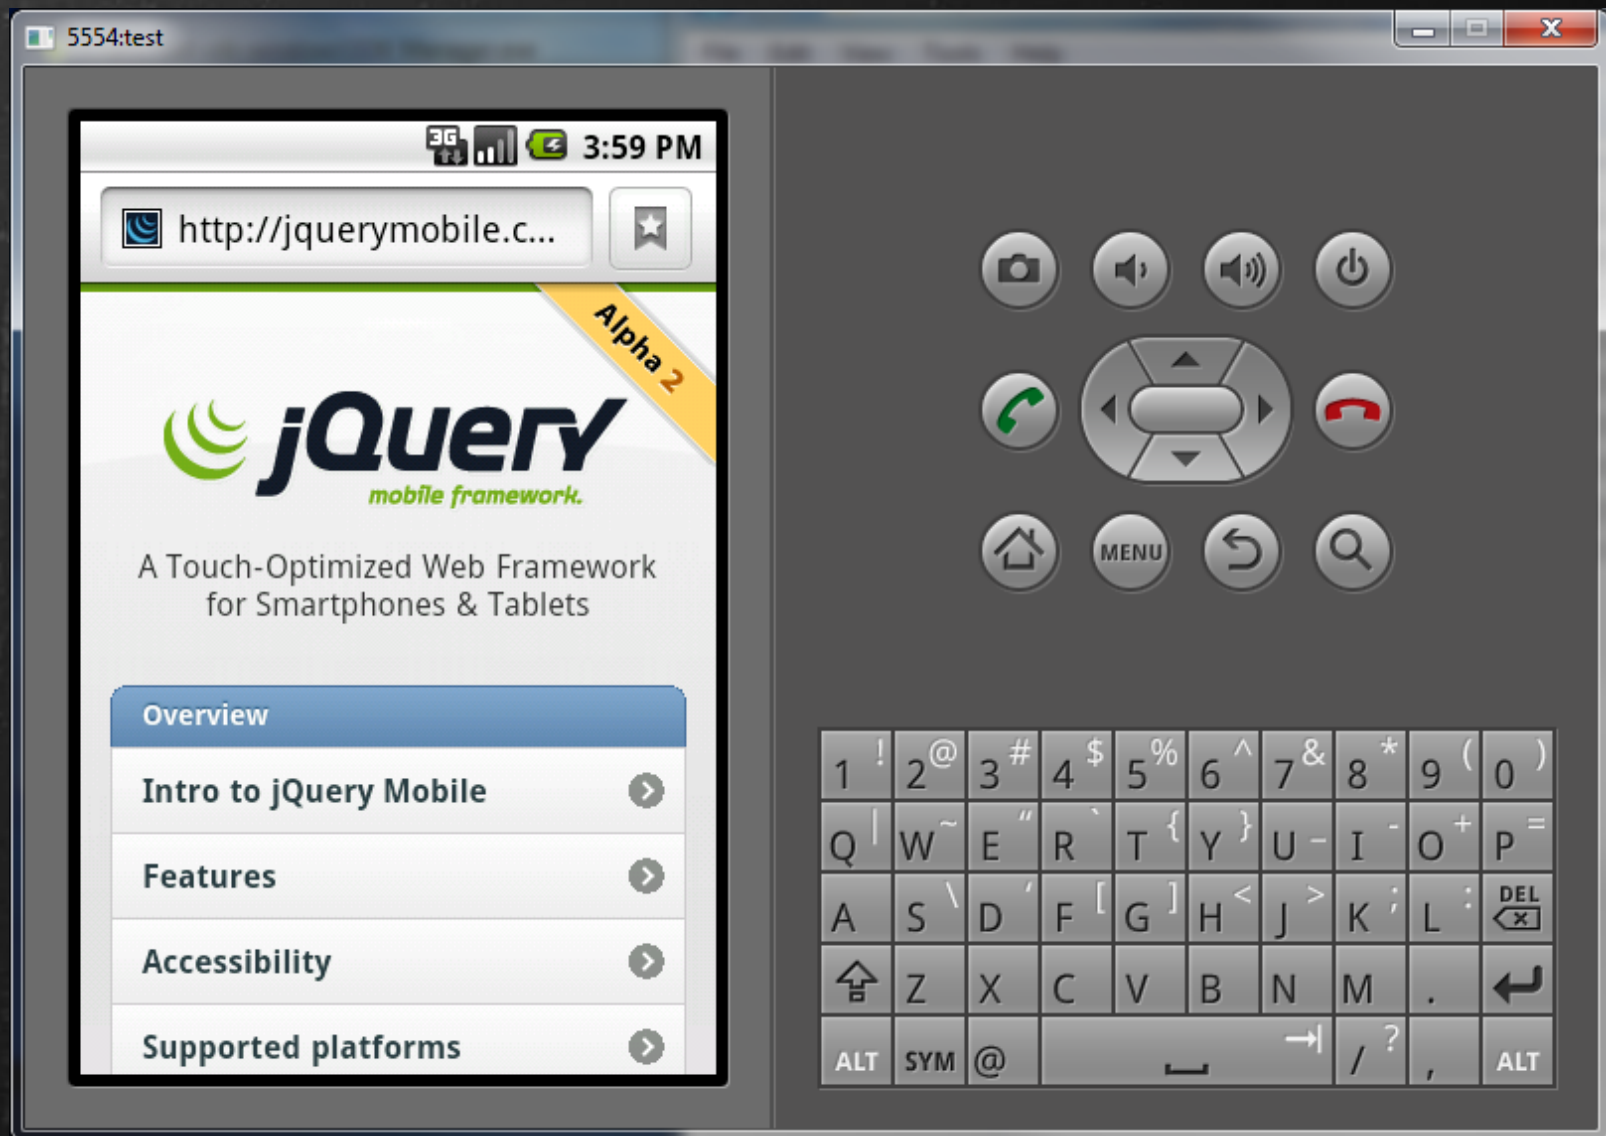 5554:test
3G
3:59 PM
http://jquerymobile.c...
Alpha 2
jQuery
mobile framework.
A Touch-Optimized Web Framework
for Smartphones & Tablets
Overview
Intro to jQuery Mobile
Features
Accessibility
Supported platforms
MENU
1 ! 2 @ 3 # 4 $ 5 % 6 ^ 7 & 8 * 9 ( 0 )
Q | W ~ E " R ` T { Y } U _ I - O + P =
A S \ D ' F [ G ] H < J > K ; L : DEL
Z X C V B N M .
ALT SYM @ / ? , ALT